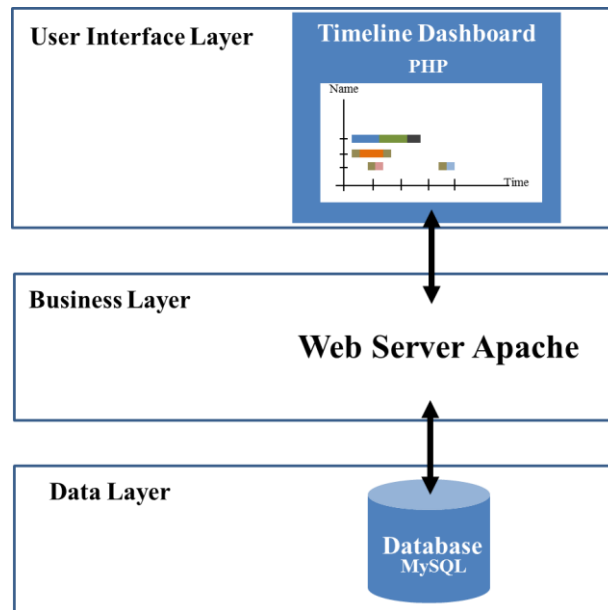 User Interface Layer
Timeline Dashboard
PHP
Name
Time
Business Layer
Web Server Apache
Data Layer
Database
MySQL